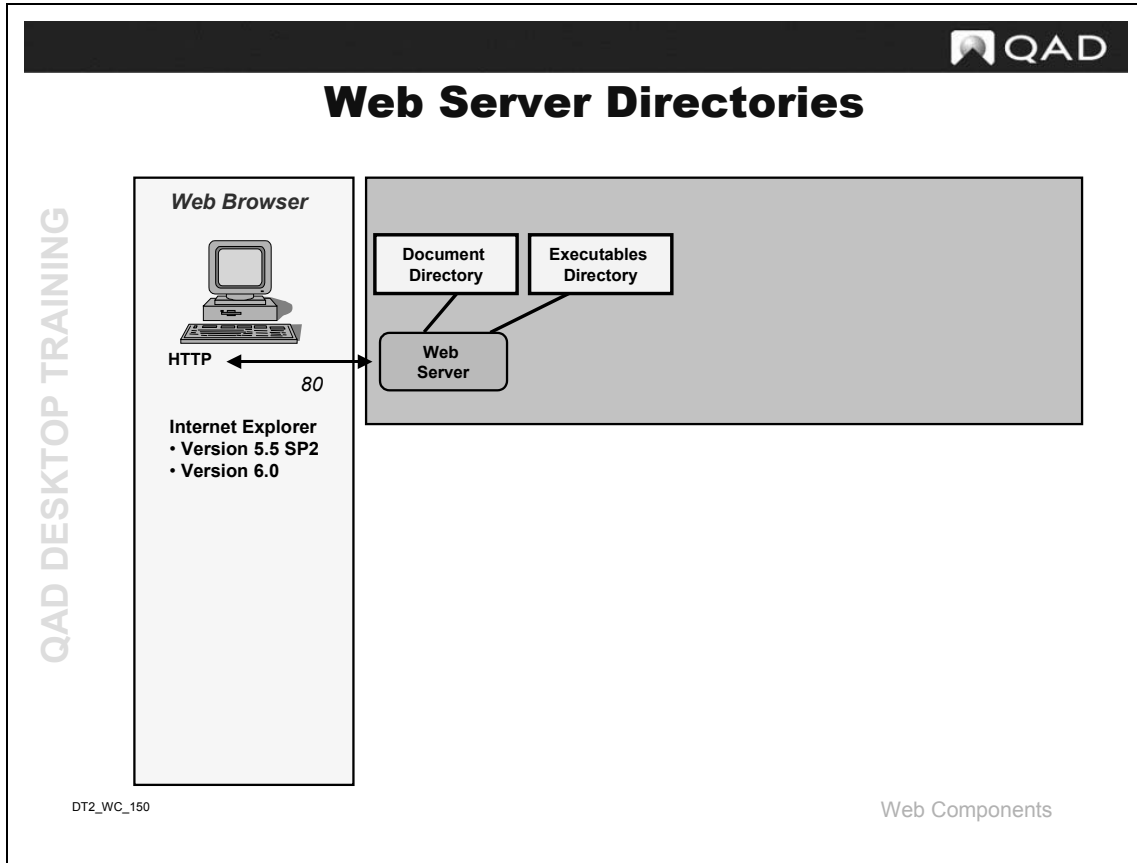 QAD
Web Server Directories
QAD DESKTOP TRAINING
Web Browser
HTTP
80
Internet Explorer
• Version 5.5 SP2
• Version 6.0
Document
Directory
Executables
Directory
Web
Server
DT2_WC_150
Web Components